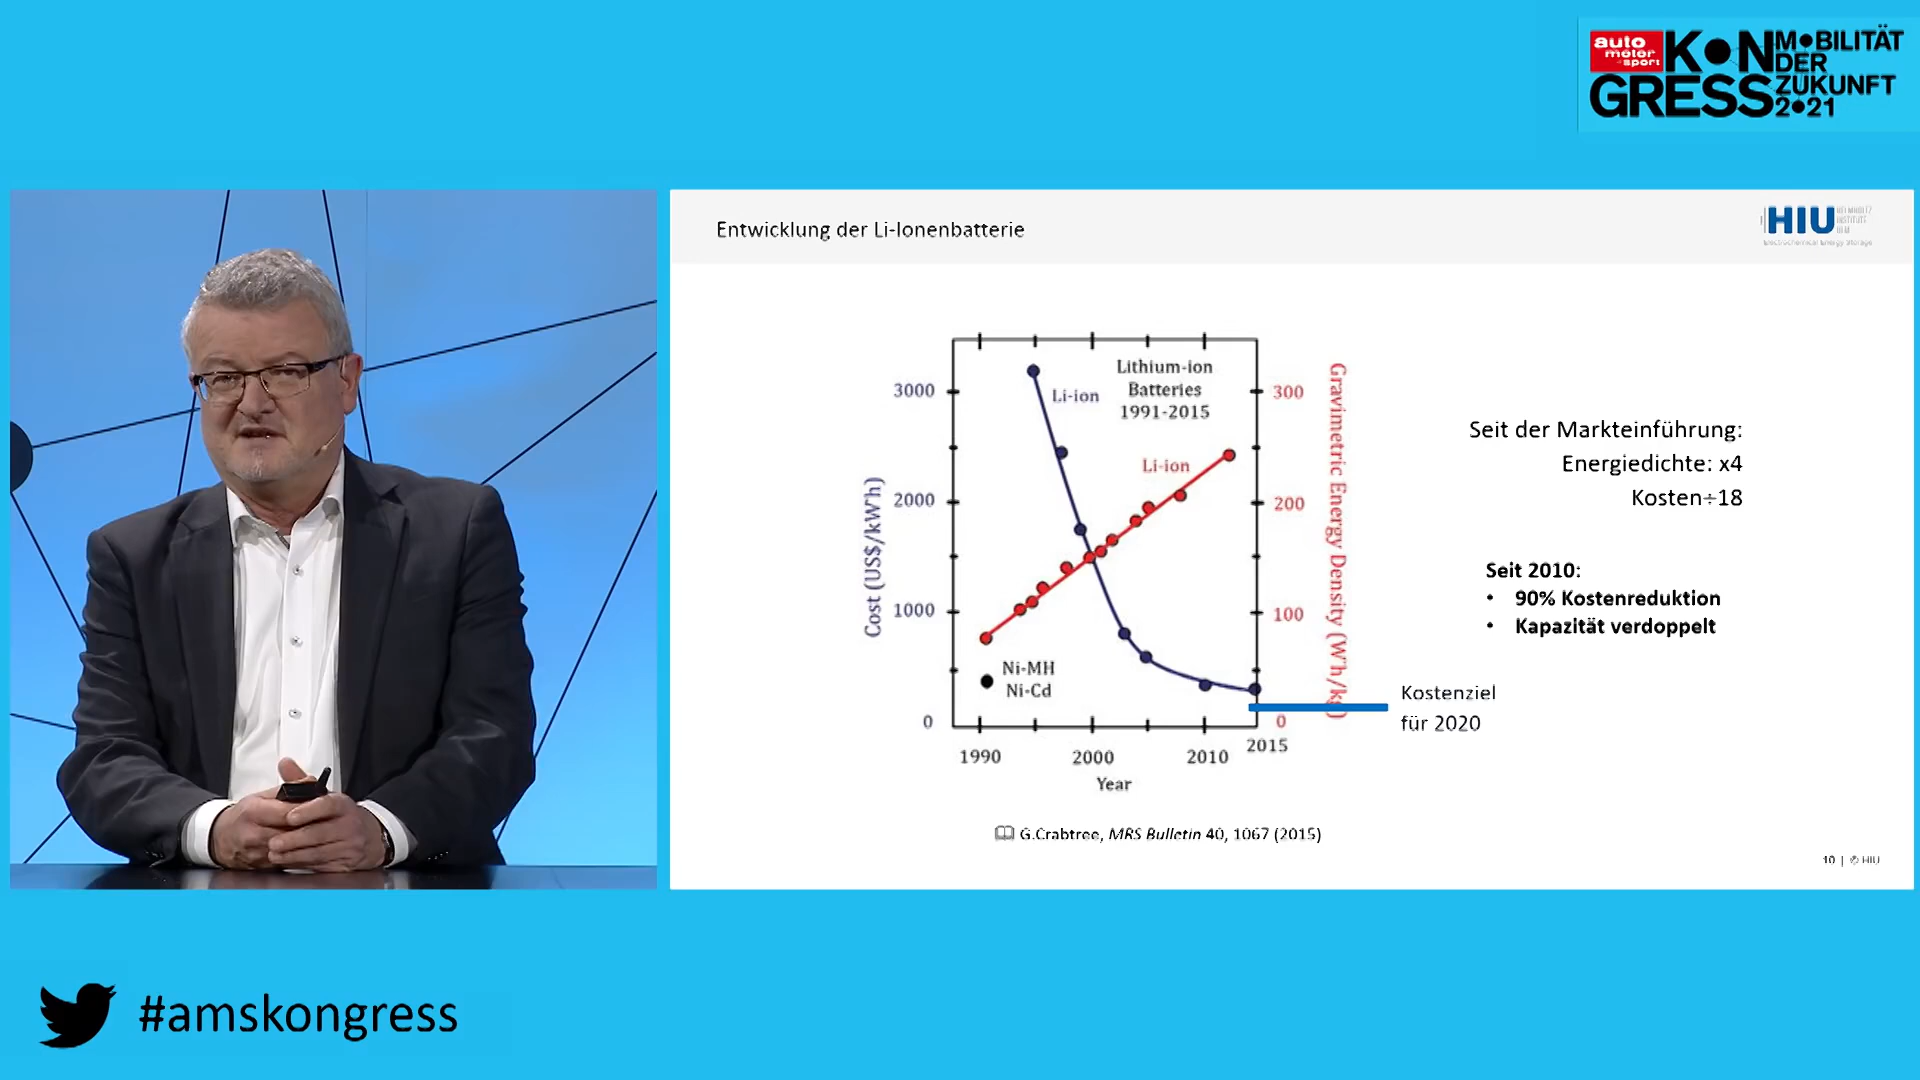 auto
motor
sport
KONGRESS
MOBILITÄT
DER
ZUKUNFT
2021
Entwicklung der Li-Ionenbatterie
HIU
Electrochemical Energy Storage
Lithium-ion
Batteries
1991-2015
Li-ion
Li-ion
Ni-MH
Ni-Cd
3000
2000
1000
0
Cost (US$/kWh)
300
200
100
0
Gravimetric Energy Density (Wh/kg)
1990
2000
2010
2015
Year
Seit der Markteinführung:
Energiedichte: x4
Kosten÷18
Seit 2010:
• 90% Kostenreduktion
• Kapazität verdoppelt
Kostenziel
für 2020
G.Crabtree, MRS Bulletin 40, 1067 (2015)
10 | © HIU
#amskongress